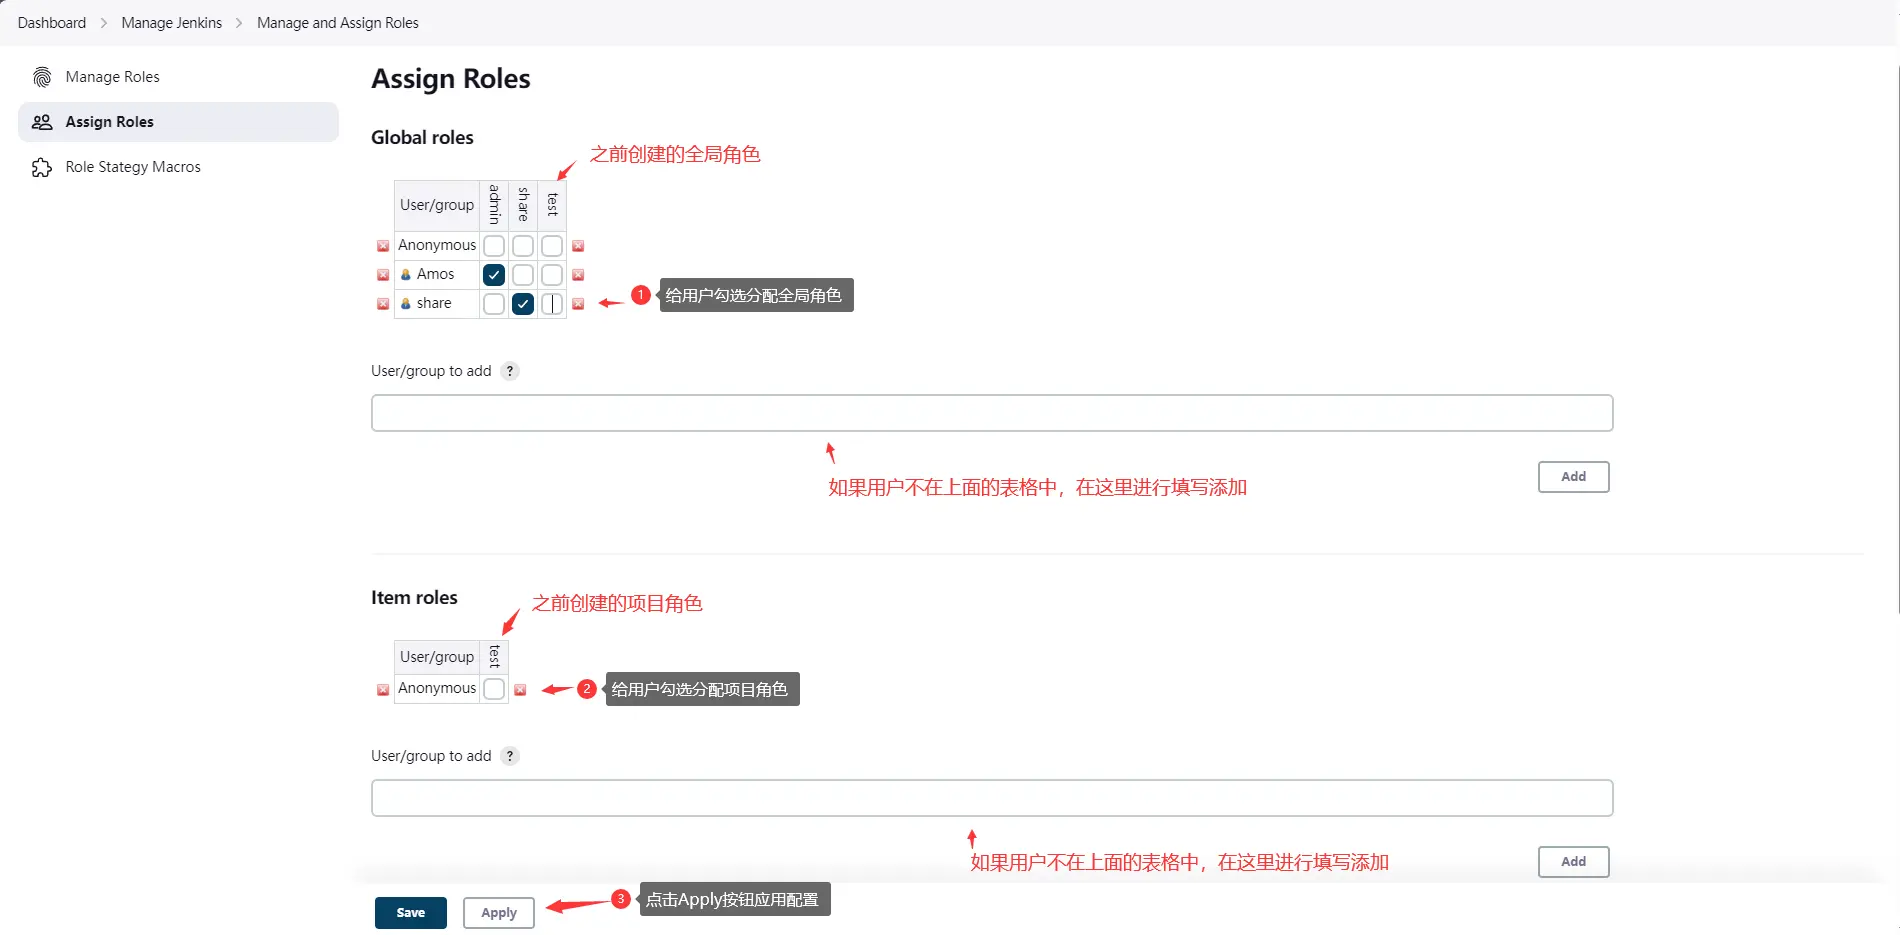 Dashboard > Manage Jenkins > Manage and Assign Roles
Manage Roles
Assign Roles
Role Stategy Macros
Assign Roles
Global roles
之前创建的全局角色
User/group admin share test
Anonymous
Amos
share
1 给用户勾选分配全局角色
User/group to add ?
如果用户不在上面的表格中，在这里进行填写添加
Add
Item roles
之前创建的项目角色
User/group test
Anonymous
2 给用户勾选分配项目角色
User/group to add ?
如果用户不在上面的表格中，在这里进行填写添加
Add
Save Apply
3 点击Apply按钮应用配置